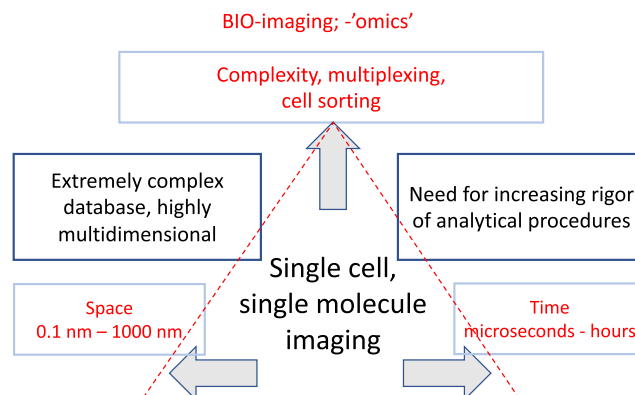 BIO-imaging; -'omics'
Complexity, multiplexing,
cell sorting
Extremely complex
database, highly
multidimensional
Need for increasing rigor
of analytical procedures
Single cell,
single molecule
imaging
Space
0.1 nm – 1000 nm
Time
microseconds - hours